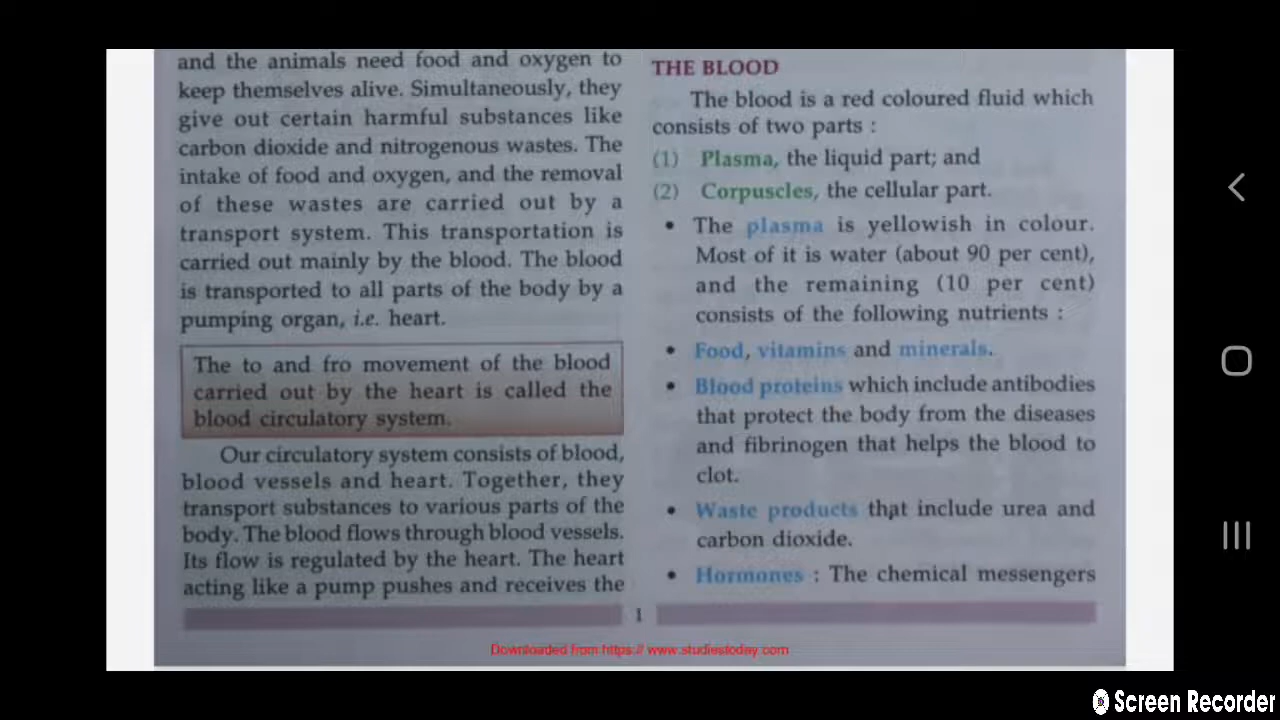 and the animals need food and oxygen to
keep themselves alive. Simultaneously, they
give out certain harmful substances like
carbon dioxide and nitrogenous wastes. The
intake of food and oxygen, and the removal
of these wastes are carried out by a
transport system. This transportation is
carried out mainly by the blood. The blood
is transported to all parts of the body by a
pumping organ, i.e. heart.
The to and fro movement of the blood
carried out by the heart is called the
blood circulatory system.
Our circulatory system consists of blood,
blood vessels and heart. Together, they
transport substances to various parts of the
body. The blood flows through blood vessels.
Its flow is regulated by the heart. The heart
acting like a pump pushes and receives the
THE BLOOD
The blood is a red coloured fluid which
consists of two parts :
(1) Plasma, the liquid part; and
(2) Corpuscles, the cellular part.
• The plasma is yellowish in colour.
Most of it is water (about 90 per cent),
and the remaining (10 per cent)
consists of the following nutrients :
• Food, vitamins and minerals.
• Blood proteins which include antibodies
that protect the body from the diseases
and fibrinogen that helps the blood to
clot.
• Waste products that include urea and
carbon dioxide.
• Hormones : The chemical messengers
1
Downloaded from https:// www.studiestoday.com
Screen Recorder